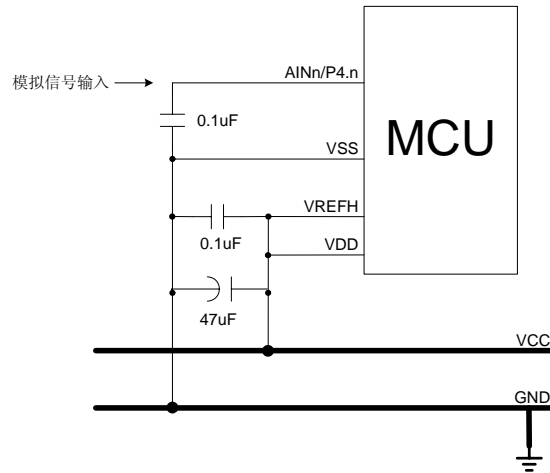 AINn/P4.n
模拟信号输入
0.1uF
MCU
VSS
VREFH
0.1uF
VDD
47uF
VCC
GND